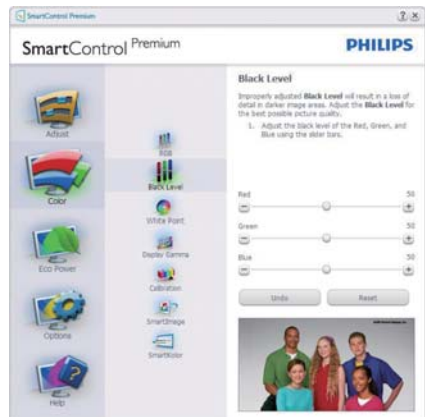 SmartControl Premium
SmartControl Premium
PHILIPS
Adjust
Color
Eco Power
Options
Help
RGB
Black Level
White Point
Display Gamma
Calibration
SmartImage
SmartKolor
Black Level
Improperly adjusted Black Level will result in a loss of
detail in darker image areas. Adjust the Black Level for
the best possible picture quality.
1. Adjust the black level of the Red, Green, and
Blue using the slider bars.
Red 50
Green 50
Blue 50
Undo Reset